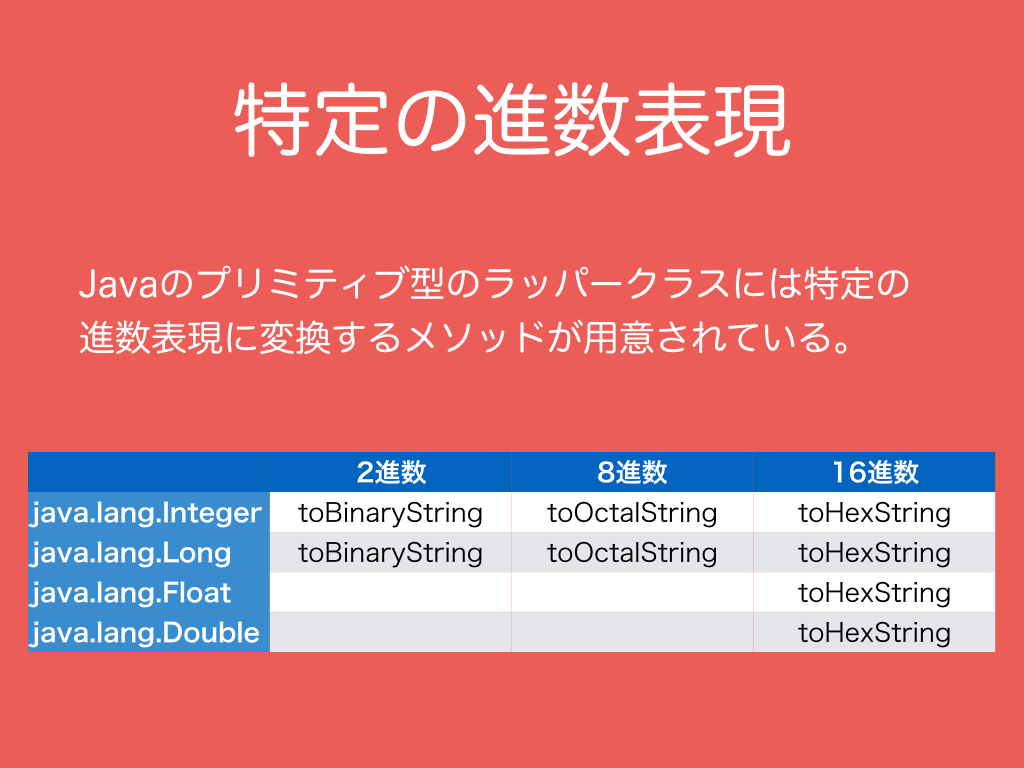 特定の進数表現
Javaのプリミティブ型のラッパークラスには特定の
進数表現に変換するメソッドが用意されている。
2進数 8進数 16進数
java.lang.Integer toBinaryString toOctalString toHexString
java.lang.Long toBinaryString toOctalString toHexString
java.lang.Float toHexString
java.lang.Double toHexString